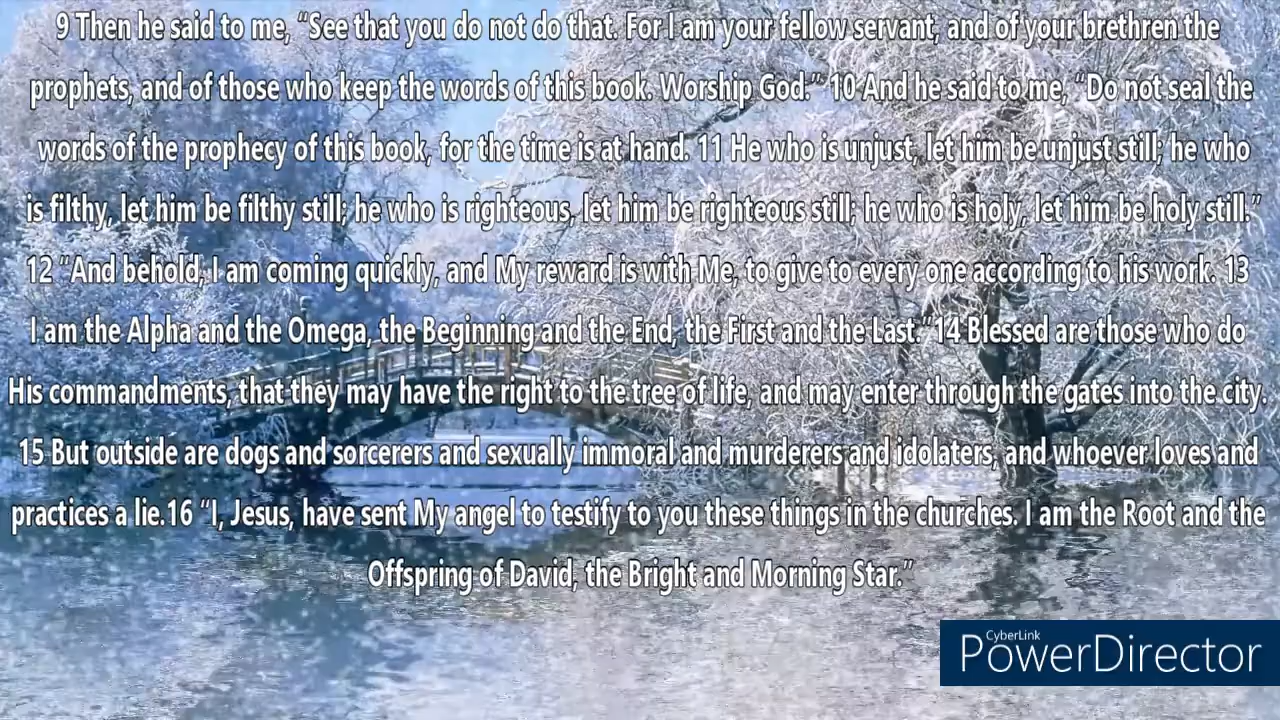 9 Then he said to me, “See that you do not do that. For I am your fellow servant, and of your brethren the
prophets, and of those who keep the words of this book. Worship God.” 10 And he said to me, “Do not seal the
words of the prophecy of this book, for the time is at hand. 11 He who is unjust, let him be unjust still; he who
is filthy, let him be filthy still; he who is righteous, let him be righteous still; he who is holy, let him be holy still.”
12 “And behold, I am coming quickly, and My reward is with Me, to give to every one according to his work. 13
I am the Alpha and the Omega, the Beginning and the End, the First and the Last.”14 Blessed are those who do
His commandments, that they may have the right to the tree of life, and may enter through the gates into the city.
15 But outside are dogs and sorcerers and sexually immoral and murderers and idolaters, and whoever loves and
practices a lie.16 “I, Jesus, have sent My angel to testify to you these things in the churches. I am the Root and the
Offspring of David, the Bright and Morning Star.”
CyberLink
PowerDirector